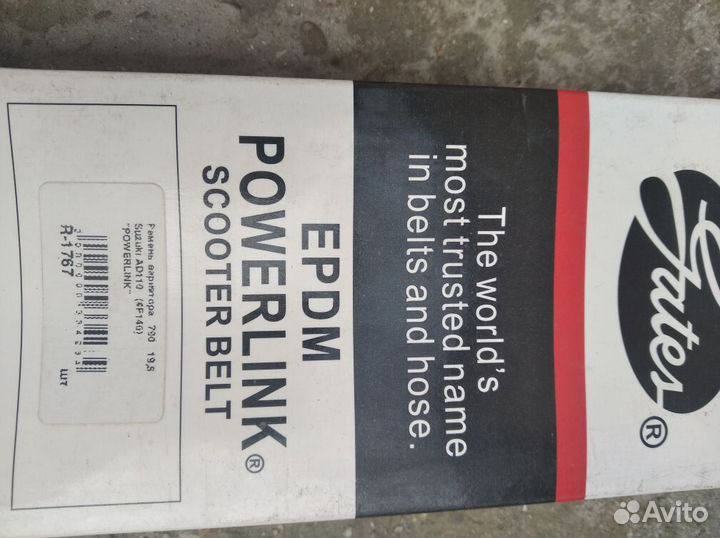 Gates®
The world's
most trusted name
in belts and hose.
EPDM
POWERLINK®
SCOOTER BELT
Ремень вариатора 790 19,5
Suzuki AD110 (6F140)
"POWERLINK"
шт
R-1767
Avito